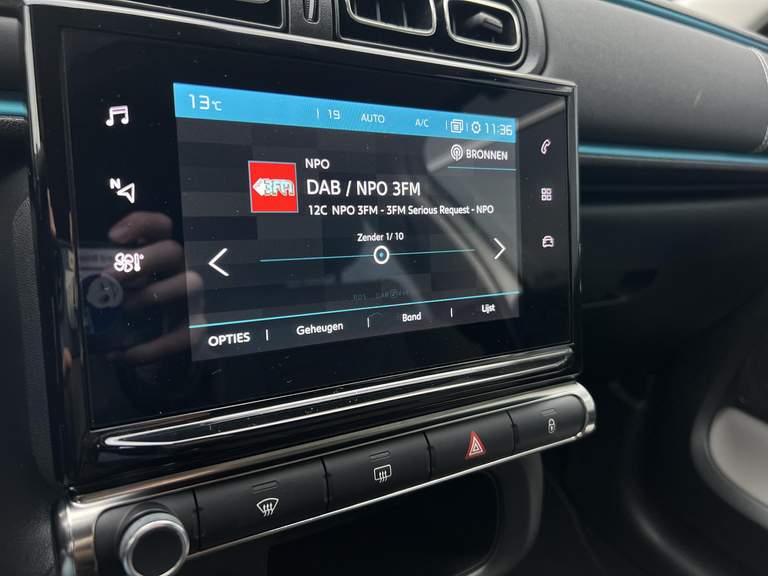 13°C
19 AUTO A/C 11:36
BRONNEN
NPO
3FM
DAB / NPO 3FM
12C NPO 3FM - 3FM Serious Request - NPO
Zender 1/ 10
N
OPTIES Geheugen Band Lijst